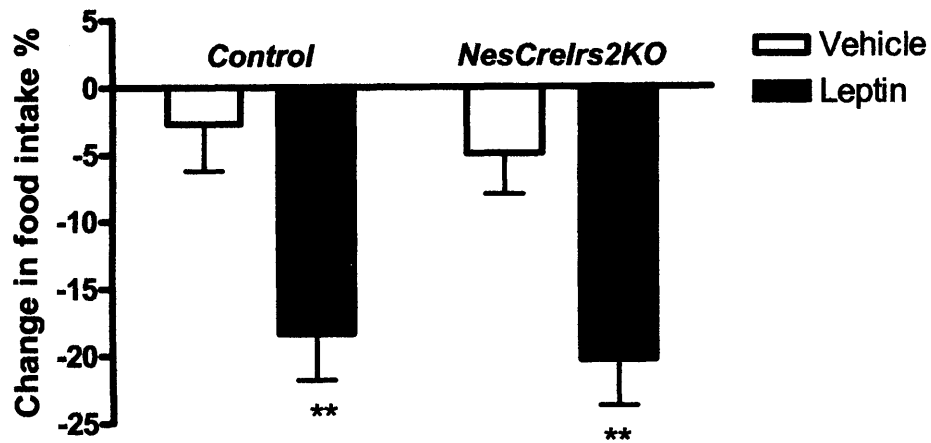 Change in food intake %
5
0
-5
-10
-15
-20
-25
Control
NesCreIrs2KO
Vehicle
Leptin
**
**